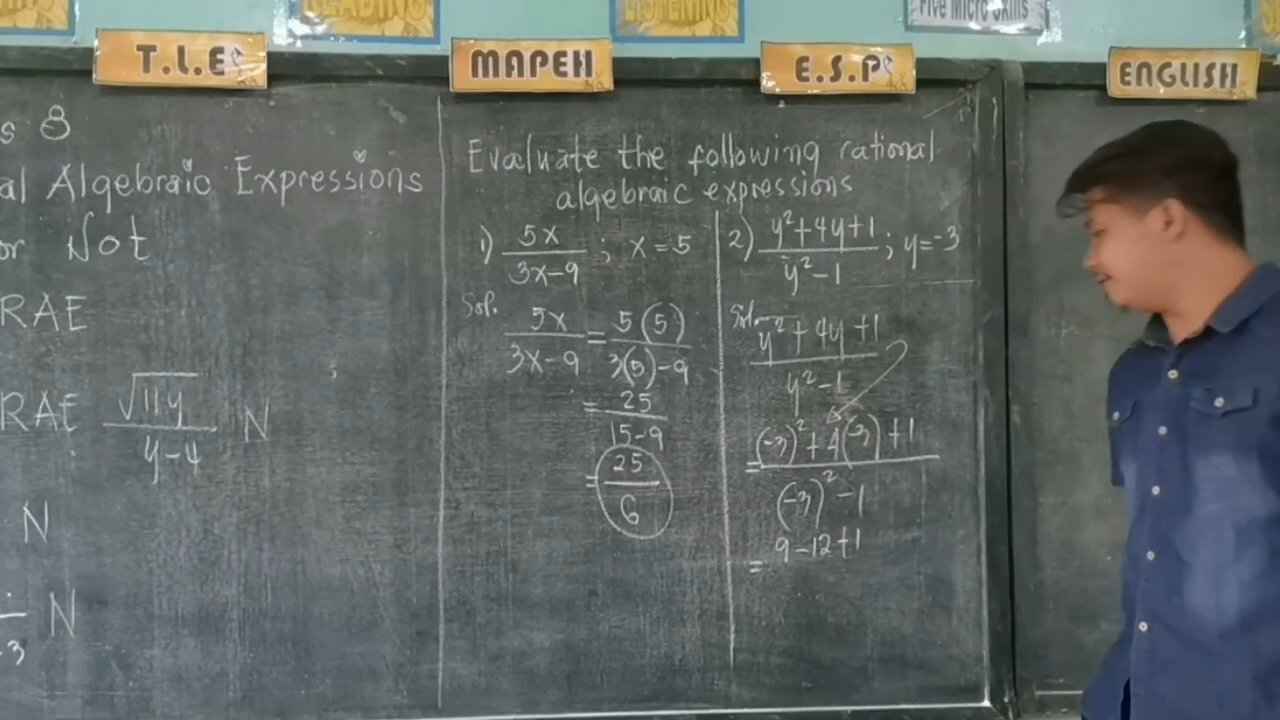 READING
LISTENING
Five Micro Skills
T.L.E
MAPEH
E.S.P
ENGLISH
s 8
al Algebraic Expressions
or Not
RAE
RAE √11y / y-4 N
N
N
-3
Evaluate the following rational
algebraic expressions
1) 5x / 3x-9 ; x=5
Sol.
5x / 3x-9 = 5(5) / 3(5)-9
= 25 / 15-9
= 25 / 6
2) y²+4y+1 / y²-1 ; y=-3
Sol.
y²+4y+1 / y²-1
= (-3)²+4(-3)+1 / (-3)²-1
= 9-12+1